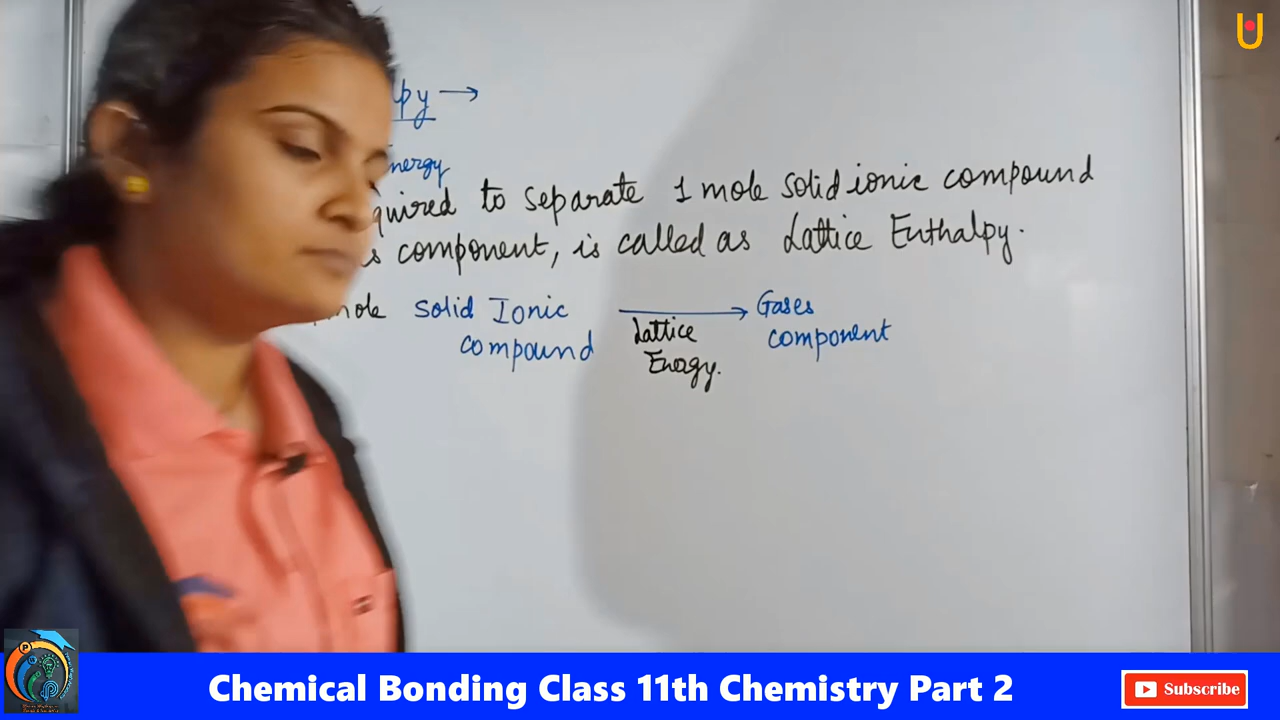 py →
nergy
quired to separate 1 mole solid ionic compound
s component, is called as Lattice Enthalpy.
mole Solid Ionic ⟶ Gases
compound Lattice component
Energy.
Chemical Bonding Class 11th Chemistry Part 2
Subscribe